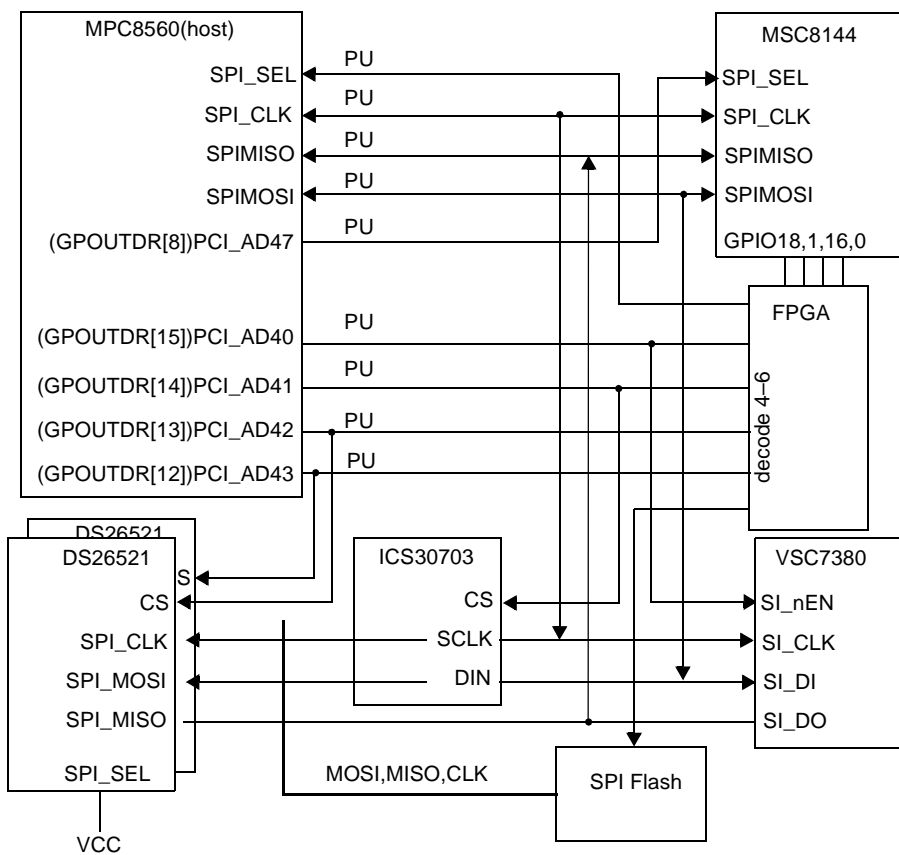 MPC8560(host)
SPI_SEL
SPI_CLK
SPIMISO
SPIMOSI
(GPOUTDR[8])PCI_AD47
(GPOUTDR[15])PCI_AD40
(GPOUTDR[14])PCI_AD41
(GPOUTDR[13])PCI_AD42
(GPOUTDR[12])PCI_AD43
PU
PU
PU
PU
PU
PU
PU
PU
PU
MSC8144
SPI_SEL
SPI_CLK
SPIMISO
SPIMOSI
GPIO18,1,16,0
FPGA
decode 4–6
DS26521
DS26521
S
CS
SPI_CLK
SPI_MOSI
SPI_MISO
SPI_SEL
VCC
ICS30703
CS
SCLK
DIN
VSC7380
SI_nEN
SI_CLK
SI_DI
SI_DO
MOSI,MISO,CLK
SPI Flash